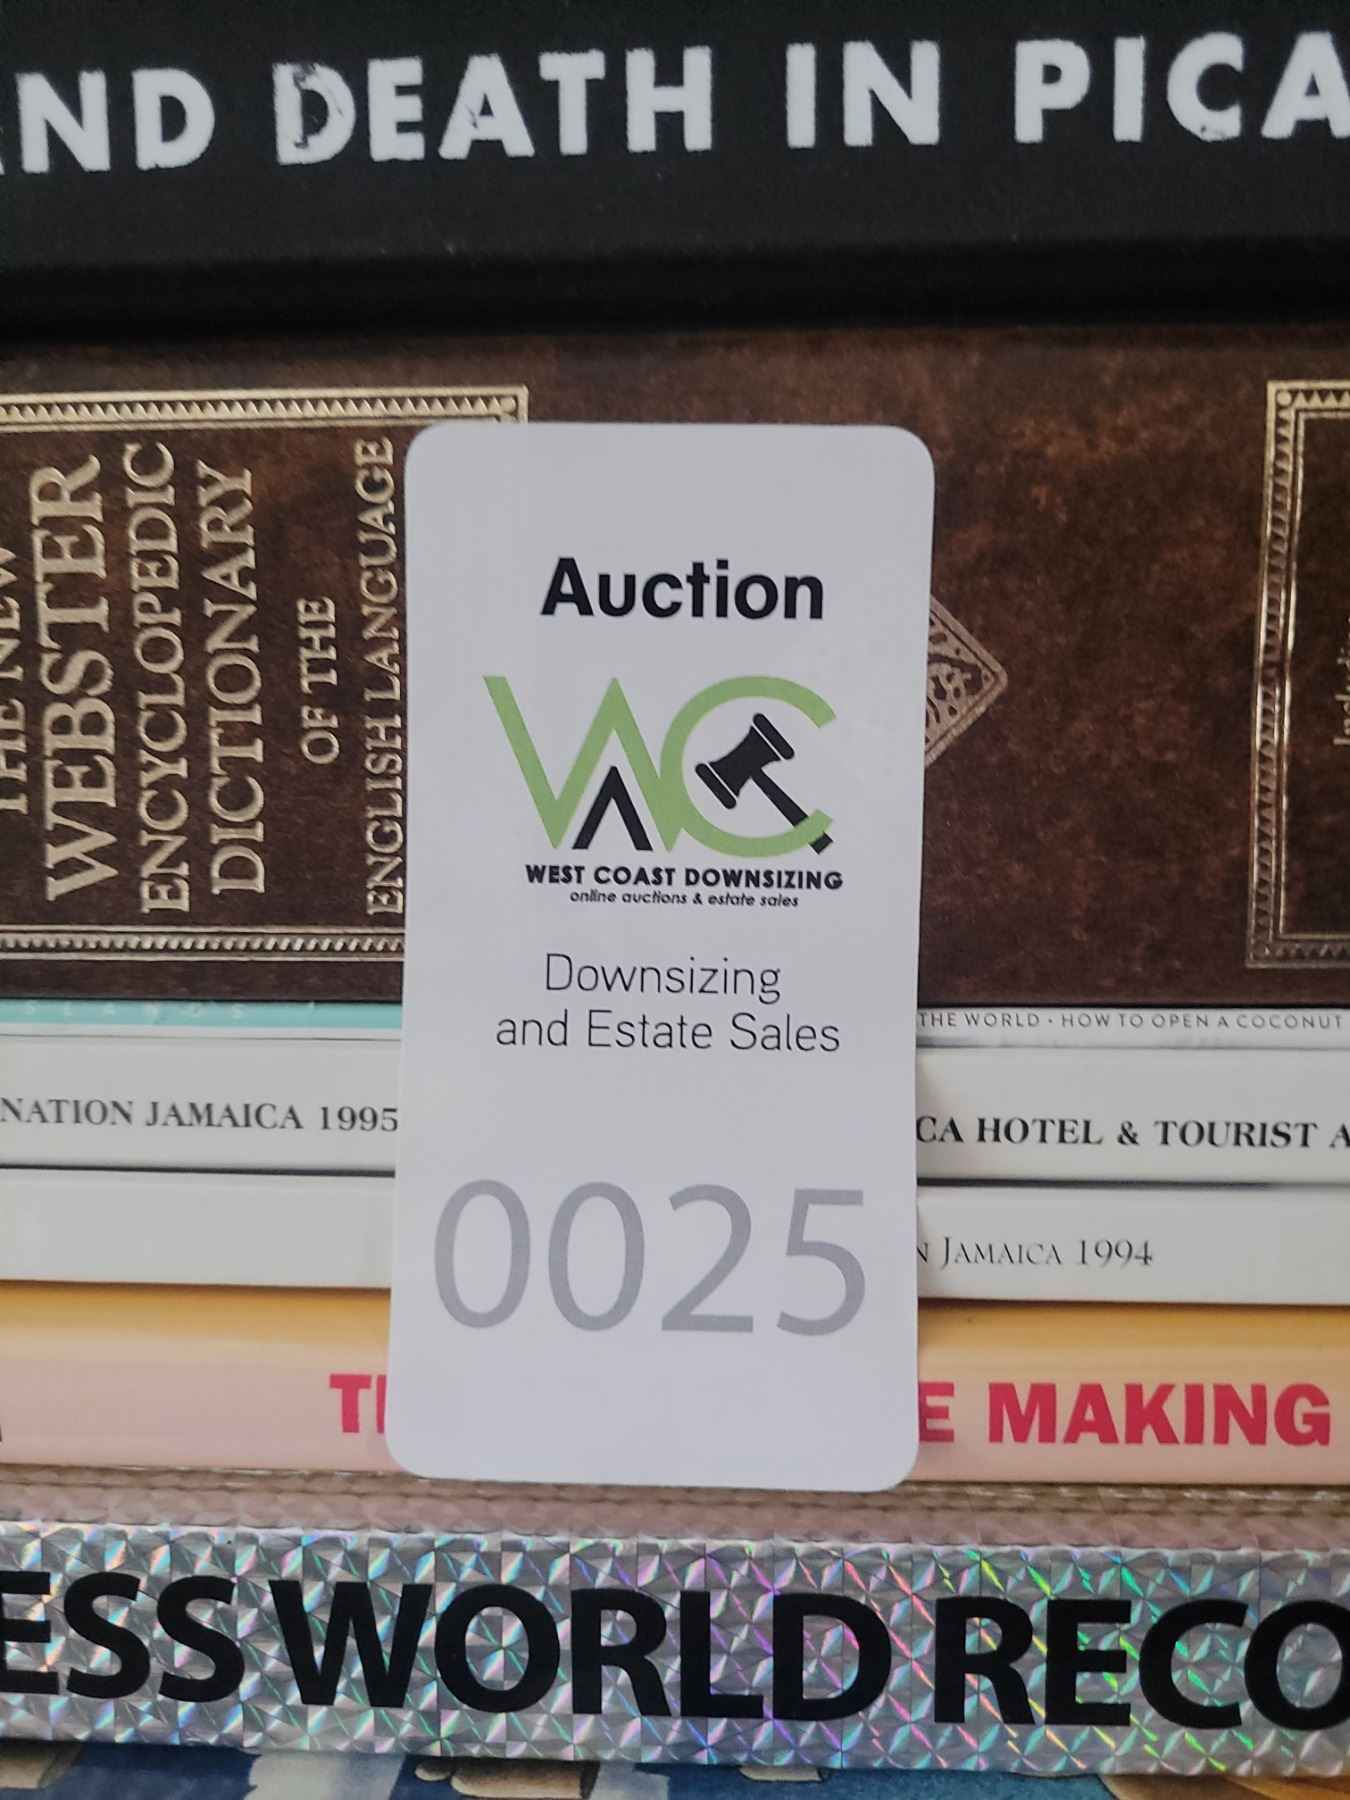 ND DEATH IN PICA
THE NEW
WEBSTER
ENCYCLOPEDIC
DICTIONARY
OF THE
ENGLISH LANGUAGE
Auction
WEST COAST DOWNSIZING
online auctions & estate sales
Downsizing
and Estate Sales
0025
THE WORLD · HOW TO OPEN A COCONUT
NATION JAMAICA 1995
CA HOTEL & TOURIST A
N JAMAICA 1994
E MAKING
ESS WORLD RECO